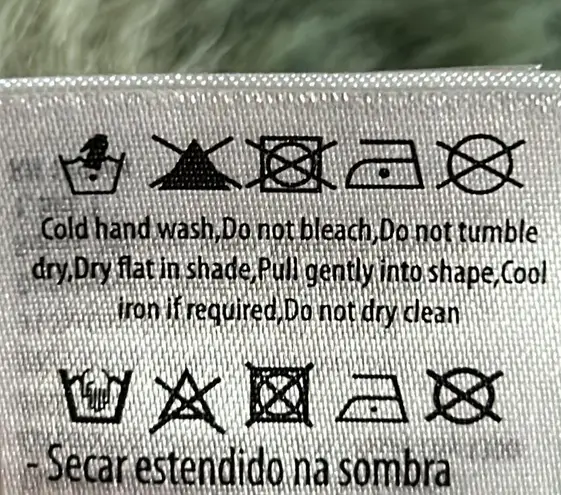 Cold hand wash,Do not bleach,Do not tumble
dry,Dry flat in shade,Pull gently into shape,Cool
iron if required,Do not dry clean
- Secar estendido na sombra